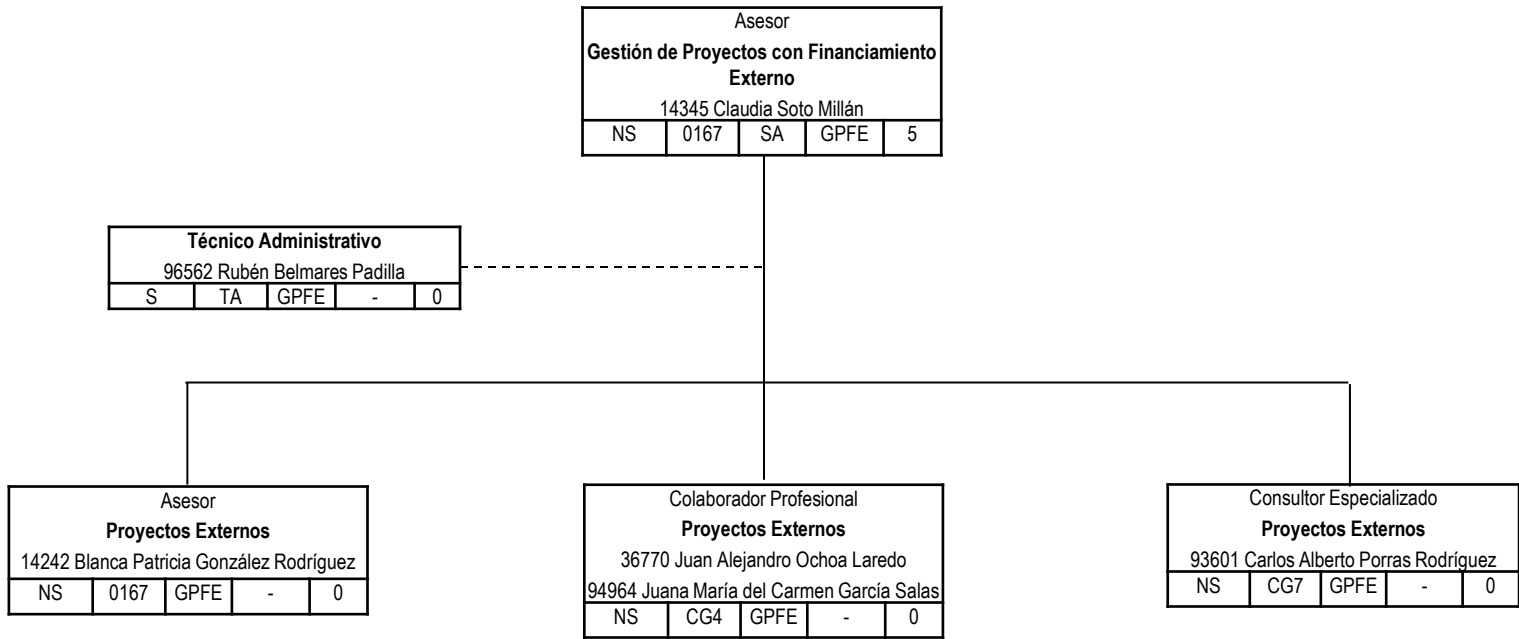 Asesor
Gestión de Proyectos con Financiamiento
Externo
14345 Claudia Soto Millán
NS 0167 SA GPFE 5
Técnico Administrativo
96562 Rubén Belmares Padilla
S TA GPFE - 0
Asesor
Proyectos Externos
14242 Blanca Patricia González Rodríguez
NS 0167 GPFE - 0
Colaborador Profesional
Proyectos Externos
36770 Juan Alejandro Ochoa Laredo
94964 Juana María del Carmen García Salas
NS CG4 GPFE - 0
Consultor Especializado
Proyectos Externos
93601 Carlos Alberto Porras Rodríguez
NS CG7 GPFE - 0